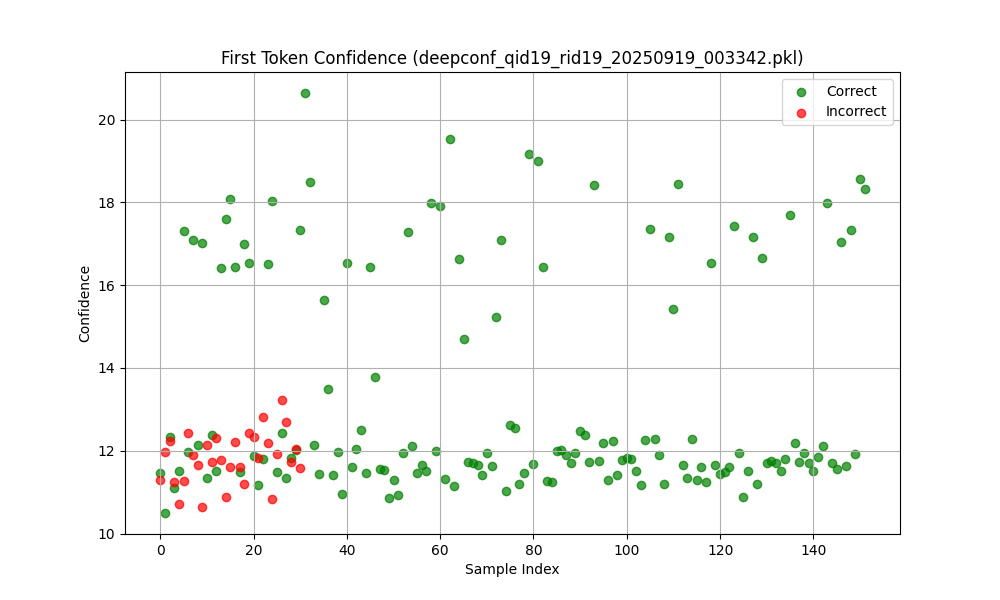 First Token Confidence (deepconf_qid19_rid19_20250919_003342.pkl)
Correct
Incorrect
20
18
16
14
12
10
Confidence
0 20 40 60 80 100 120 140
Sample Index